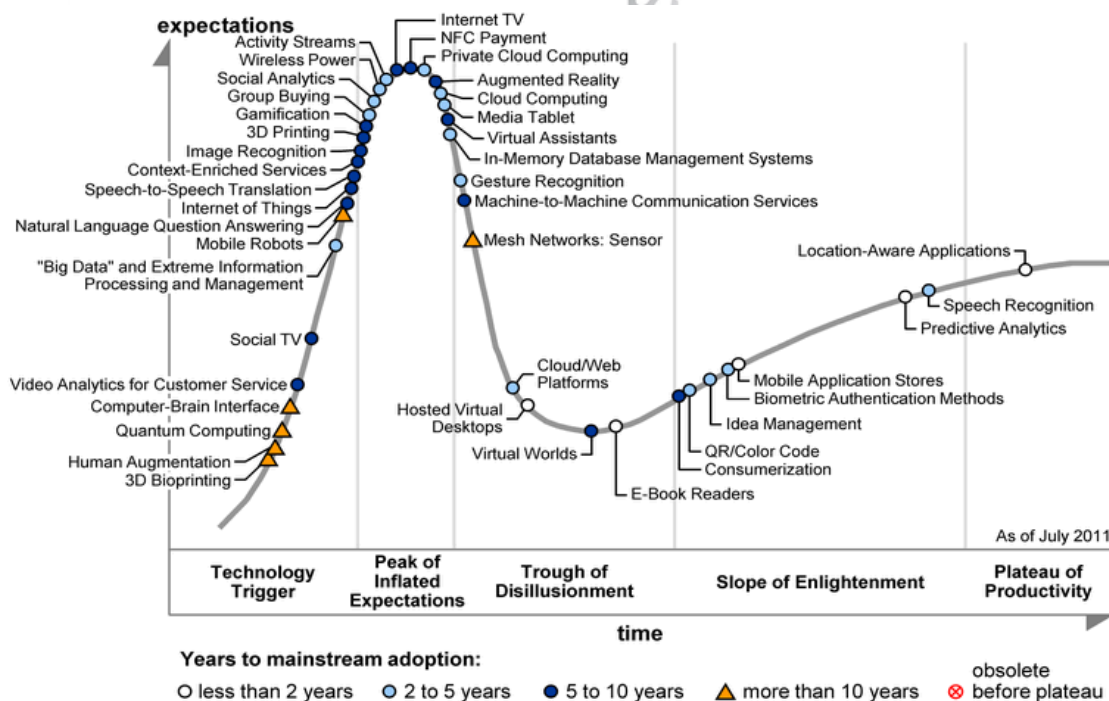 expectations
Internet TV
NFC Payment
Activity Streams
Private Cloud Computing
Wireless Power
Social Analytics
Augmented Reality
Group Buying
Cloud Computing
Gamification
Media Tablet
3D Printing
Virtual Assistants
Image Recognition
In-Memory Database Management Systems
Context-Enriched Services
Speech-to-Speech Translation
Gesture Recognition
Internet of Things
Machine-to-Machine Communication Services
Natural Language Question Answering
Mobile Robots
Mesh Networks: Sensor
"Big Data" and Extreme Information
Processing and Management
Location-Aware Applications
Speech Recognition
Predictive Analytics
Social TV
Cloud/Web
Platforms
Video Analytics for Customer Service
Computer-Brain Interface
Hosted Virtual
Desktops
Mobile Application Stores
Biometric Authentication Methods
Idea Management
Quantum Computing
Virtual Worlds
QR/Color Code
Human Augmentation
Consumerization
3D Bioprinting
E-Book Readers
As of July 2011
Technology
Trigger
Peak of
Inflated
Expectations
Trough of
Disillusionment
Slope of Enlightenment
Plateau of
Productivity
time
Years to mainstream adoption:
less than 2 years
2 to 5 years
5 to 10 years
more than 10 years
obsolete
before plateau